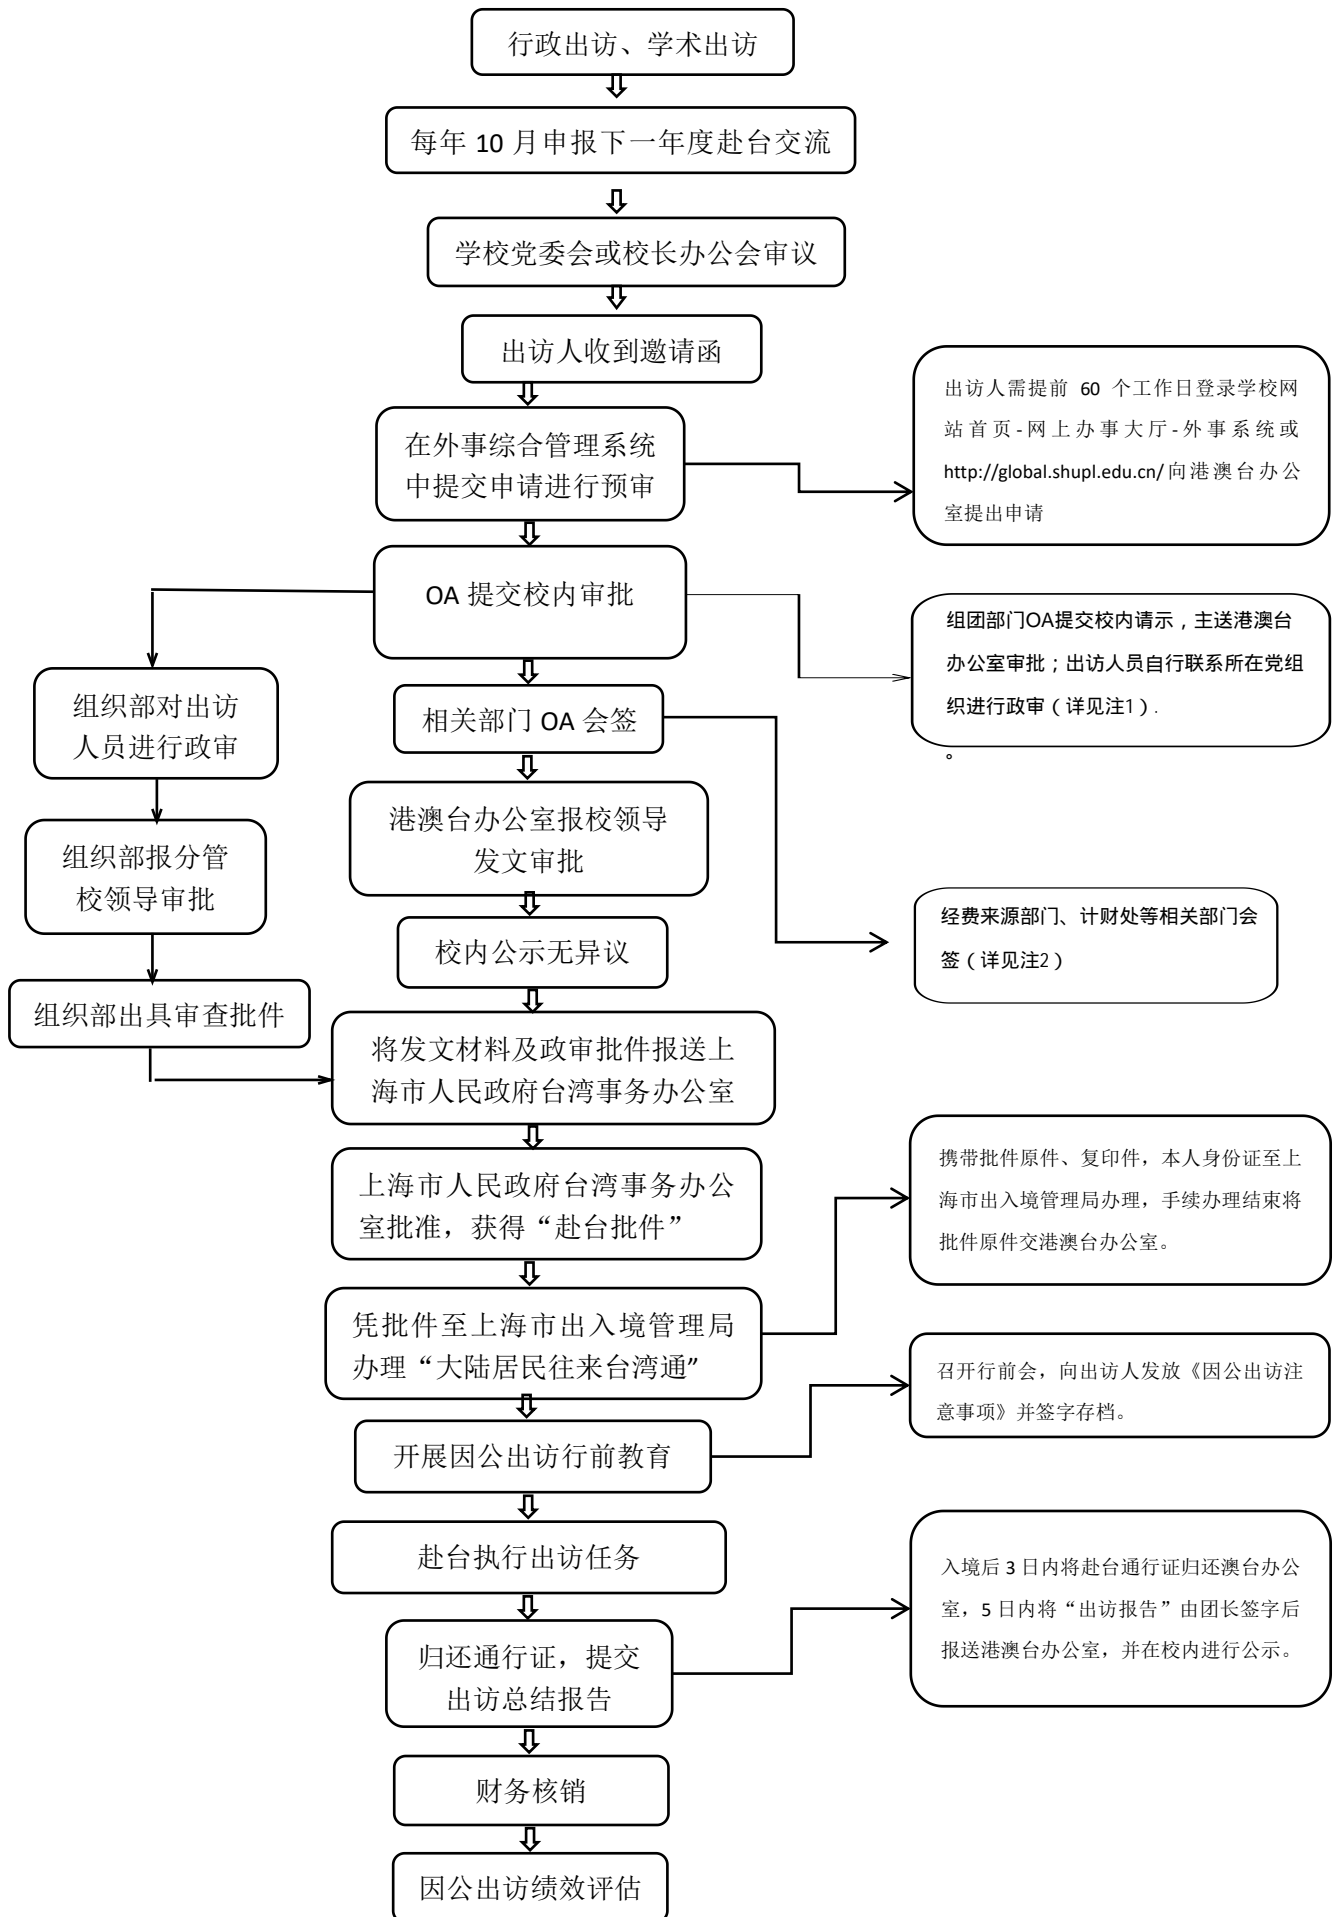 行政出访、学术出访
每年 10 月申报下一年度赴台交流
学校党委会或校长办公会审议
出访人收到邀请函
在外事综合管理系统
中提交申请进行预审
出访人需提前 60 个工作日登录学校网
站首页-网上办事大厅-外事系统或
http://global.shupl.edu.cn/向港澳台办公
室提出申请
OA 提交校内审批
组团部门OA提交校内请示，主送港澳台
办公室审批；出访人员自行联系所在党组
织进行政审（详见注1）.
。
组织部对出访
人员进行政审
相关部门 OA 会签
组织部报分管
校领导审批
港澳台办公室报校领导
发文审批
经费来源部门、计财处等相关部门会
签（详见注2）
校内公示无异议
组织部出具审查批件
将发文材料及政审批件报送上
海市人民政府台湾事务办公室
上海市人民政府台湾事务办公
室批准，获得“赴台批件”
携带批件原件、复印件，本人身份证至上
海市出入境管理局办理，手续办理结束将
批件原件交港澳台办公室。
凭批件至上海市出入境管理局
办理“大陆居民往来台湾通”
召开行前会，向出访人发放《因公出访注
意事项》并签字存档。
开展因公出访行前教育
赴台执行出访任务
入境后 3 日内将赴台通行证归还澳台办公
室，5 日内将“出访报告”由团长签字后
报送港澳台办公室，并在校内进行公示。
归还通行证，提交
出访总结报告
财务核销
因公出访绩效评估